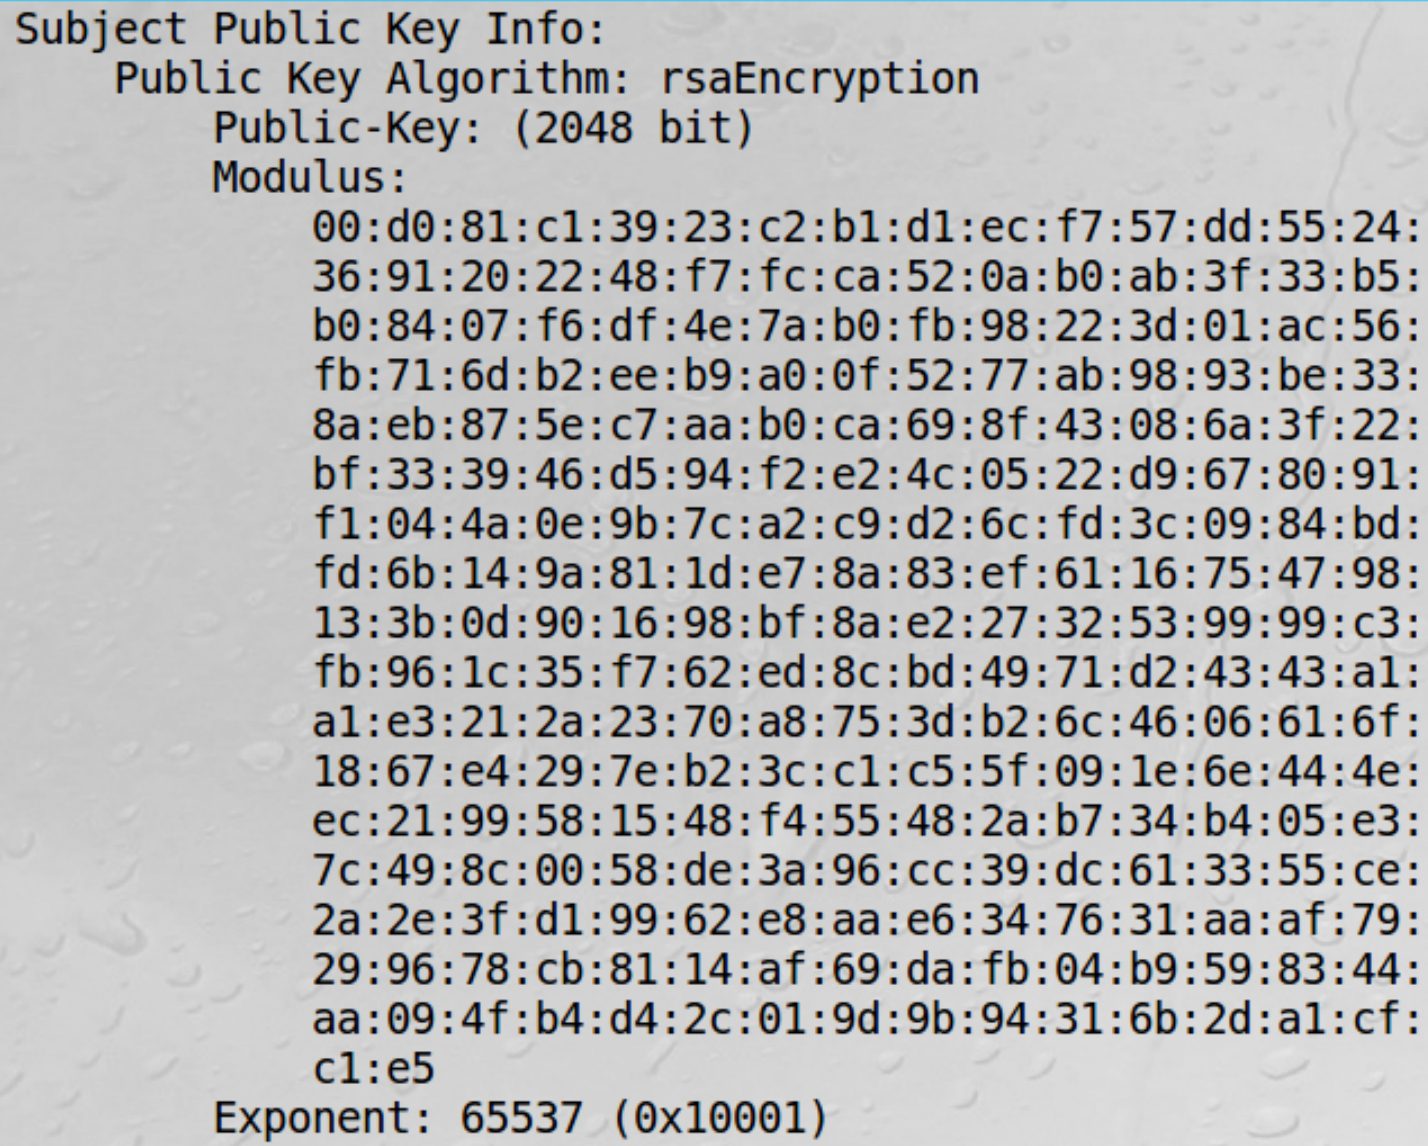 Subject Public Key Info:
Public Key Algorithm: rsaEncryption
Public-Key: (2048 bit)
Modulus:
00:d0:81:c1:39:23:c2:b1:d1:ec:f7:57:dd:55:24:
36:91:20:22:48:f7:fc:ca:52:0a:b0:ab:3f:33:b5:
b0:84:07:f6:df:4e:7a:b0:fb:98:22:3d:01:ac:56:
fb:71:6d:b2:ee:b9:a0:0f:52:77:ab:98:93:be:33:
8a:eb:87:5e:c7:aa:b0:ca:69:8f:43:08:6a:3f:22:
bf:33:39:46:d5:94:f2:e2:4c:05:22:d9:67:80:91:
f1:04:4a:0e:9b:7c:a2:c9:d2:6c:fd:3c:09:84:bd:
fd:6b:14:9a:81:1d:e7:8a:83:ef:61:16:75:47:98:
13:3b:0d:90:16:98:bf:8a:e2:27:32:53:99:99:c3:
fb:96:1c:35:f7:62:ed:8c:bd:49:71:d2:43:43:a1:
a1:e3:21:2a:23:70:a8:75:3d:b2:6c:46:06:61:6f:
18:67:e4:29:7e:b2:3c:c1:c5:5f:09:1e:6e:44:4e:
ec:21:99:58:15:48:f4:55:48:2a:b7:34:b4:05:e3:
7c:49:8c:00:58:de:3a:96:cc:39:dc:61:33:55:ce:
2a:2e:3f:d1:99:62:e8:aa:e6:34:76:31:aa:af:79:
29:96:78:cb:81:14:af:69:da:fb:04:b9:59:83:44:
aa:09:4f:b4:d4:2c:01:9d:9b:94:31:6b:2d:a1:cf:
c1:e5
Exponent: 65537 (0x10001)